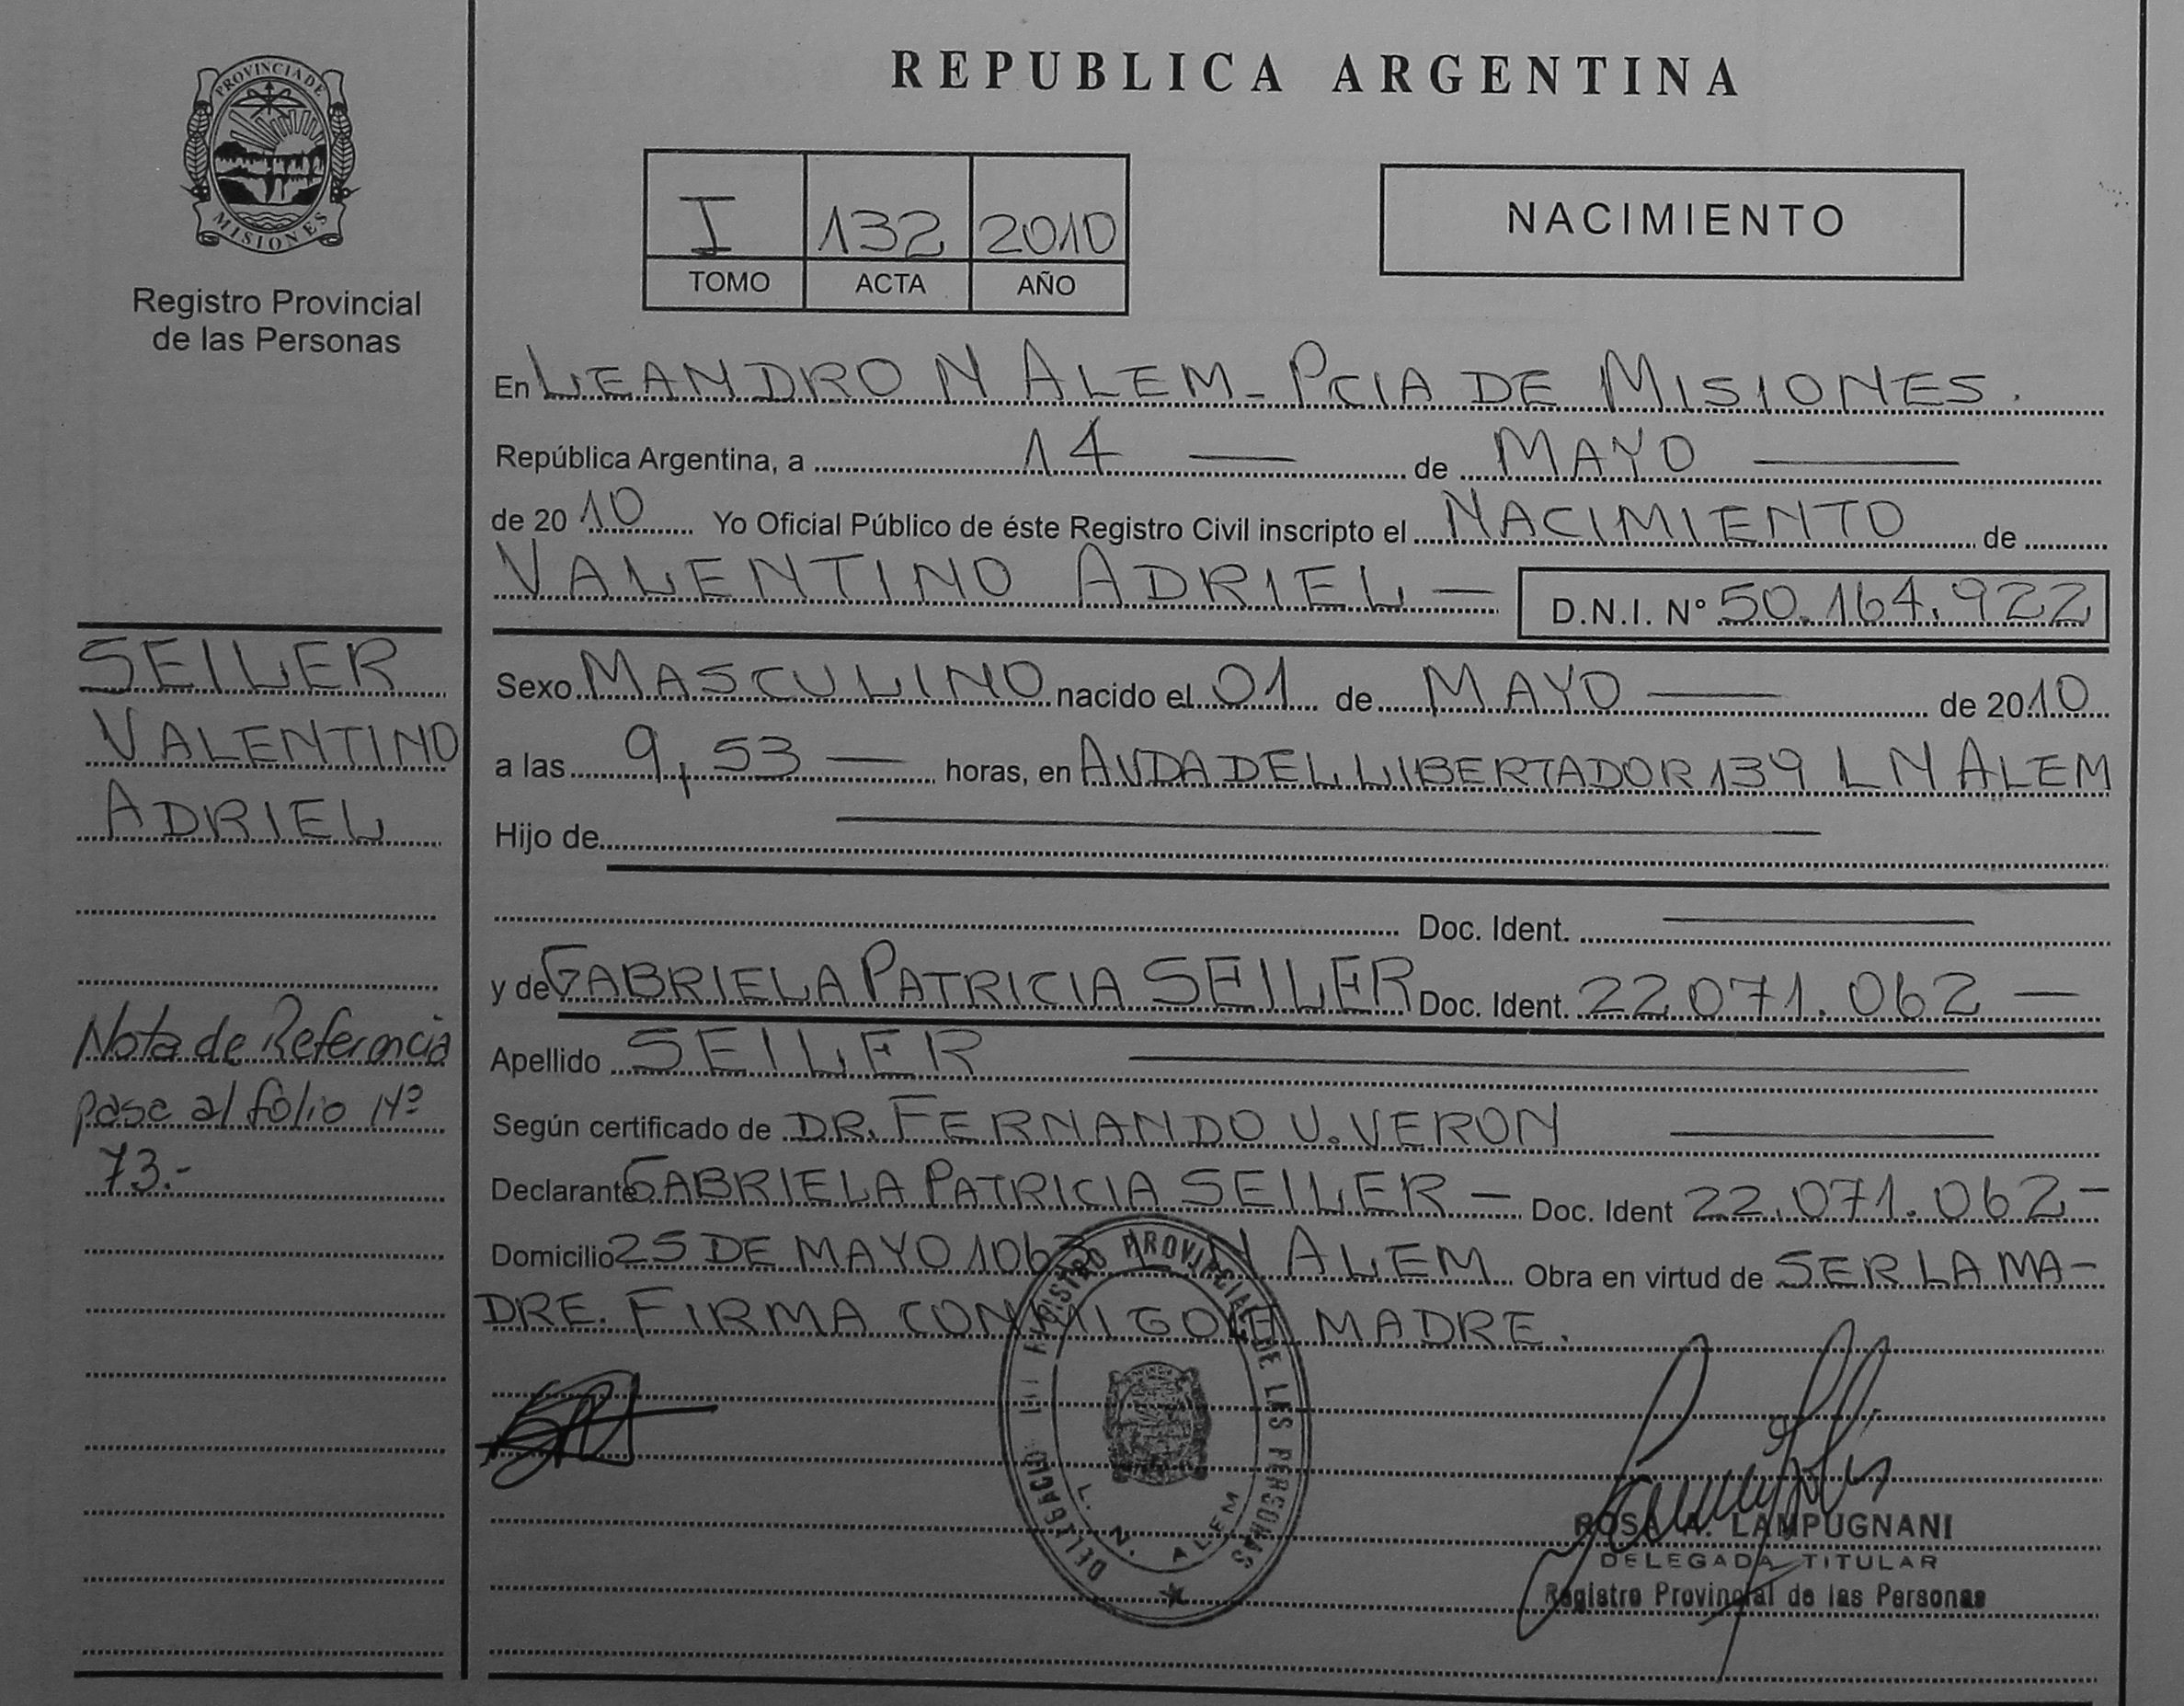 PROVINCIA DE
MISIONES
Registro Provincial
de las Personas
SEILER
VALENTINO
ADRIEL
Nota de Referencia
pase al folio Nº
73.-
REPUBLICA ARGENTINA
I 132 2010
TOMO ACTA AÑO
NACIMIENTO
En LEANDRO N ALEM - PCIA DE MISIONES.
República Argentina, a 14 — de MAYO —
de 2010 Yo Oficial Público de éste Registro Civil inscripto el NACIMIENTO de
VALENTINO ADRIEL — D.N.I. Nº 50.164.922
Sexo MASCULINO nacido el 01 de MAYO — de 2010
a las 9,53 — horas, en AVDA DEL LIBERTADOR 139 L N ALEM
Hijo de —
Doc. Ident. —
y de GABRIELA PATRICIA SEILER Doc. Ident. 22.071.062 —
Apellido SEILER —
Según certificado de DR. FERNANDO V. VERON —
Declarante GABRIELA PATRICIA SEILER — Doc. Ident 22.071.062 -
Domicilio 25 DE MAYO N ALEM Obra en virtud de SER LA MA-
DRE. FIRMA CONMIGO LA MADRE.
REGISTRO PROVINCIAL DE LAS PERSONAS
DELEGACION
L. N. ALEM
ROSA A. LAMPUGNANI
DELEGADA TITULAR
Registro Provincial de las Personas